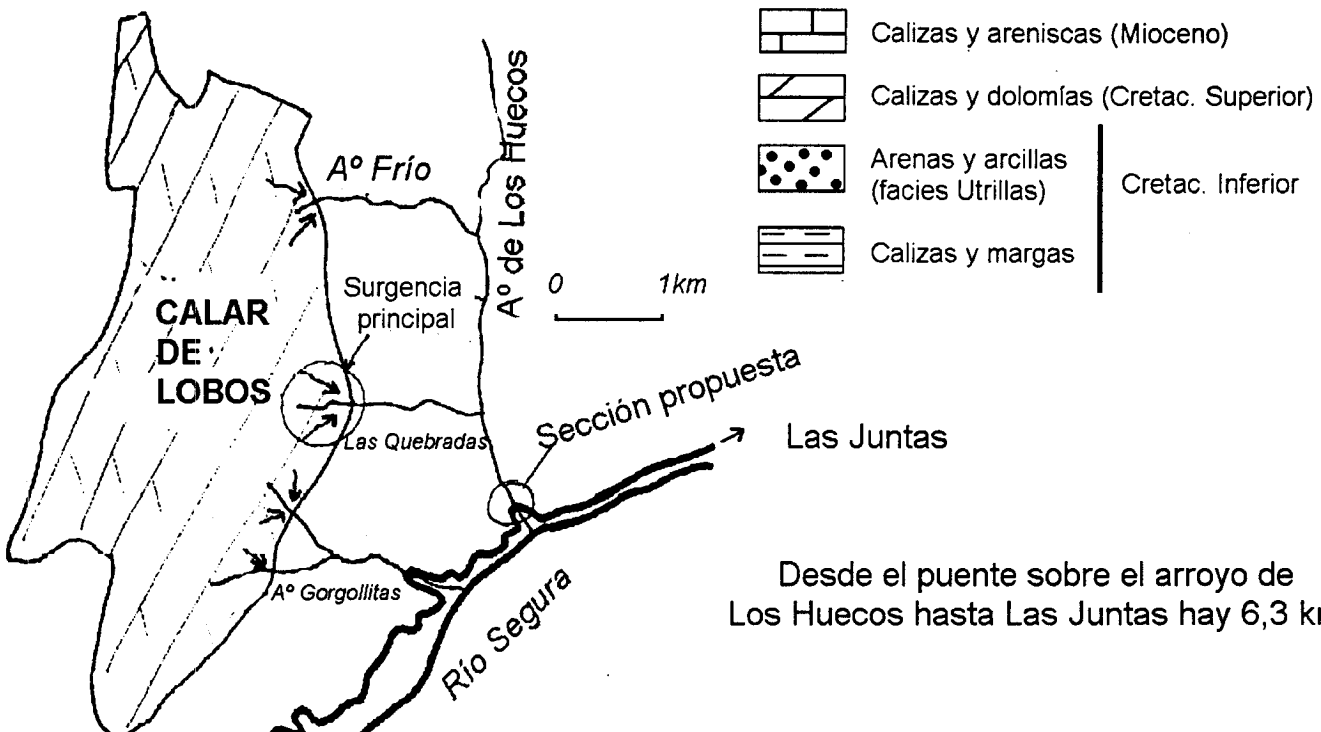 Calizas y areniscas (Mioceno)
Calizas y dolomías (Cretac. Superior)
Arenas y arcillas
(facies Utrillas)
Cretac. Inferior
Calizas y margas
Aº de Los Huecos
Aº Frío
0 1km
Surgencia
principal
CALAR
DE
LOBOS
Sección propuesta
Las Quebradas
Las Juntas
Aº Gorgollitas
Río Segura
Desde el puente sobre el arroyo de
Los Huecos hasta Las Juntas hay 6,3